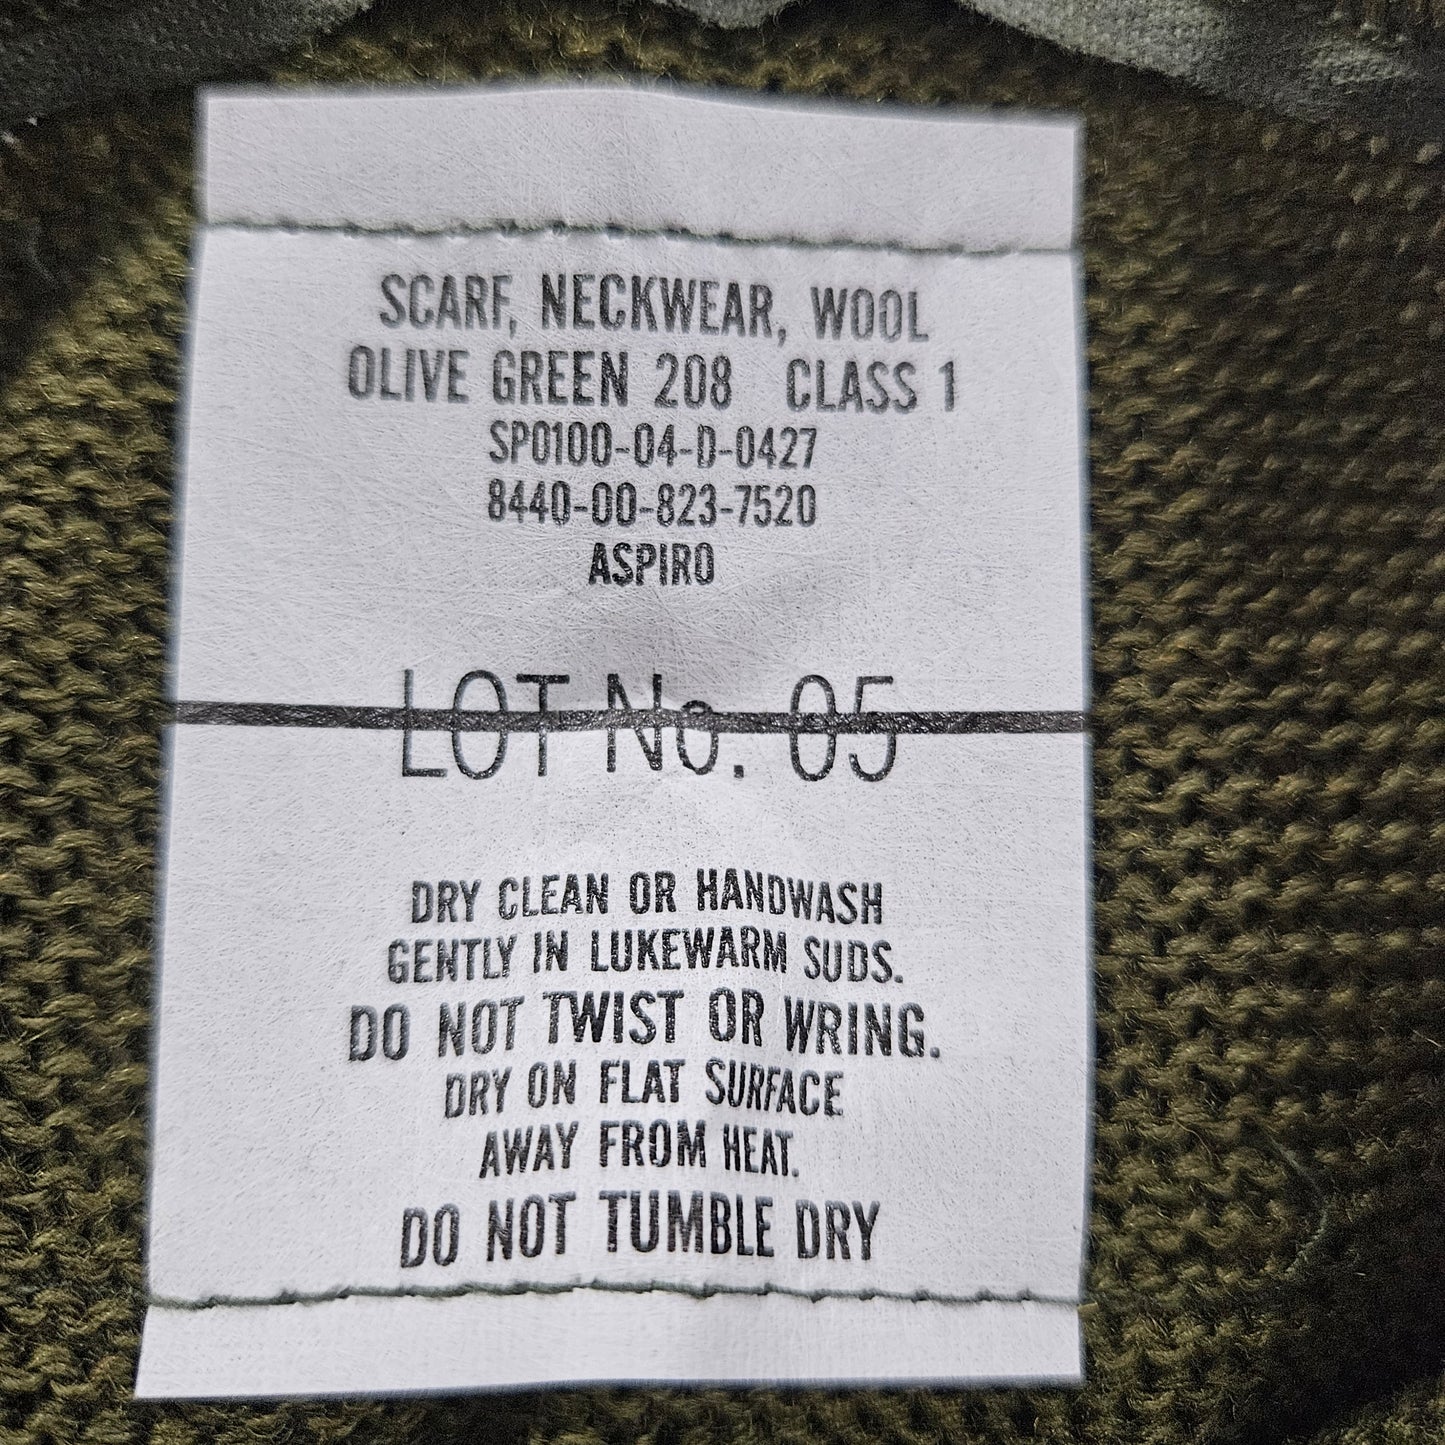 SCARF, NECKWEAR, WOOL
OLIVE GREEN 208 CLASS 1
SP0100-04-D-0427
8440-00-823-7520
ASPIRO
LOT No. 05
DRY CLEAN OR HANDWASH
GENTLY IN LUKEWARM SUDS.
DO NOT TWIST OR WRING.
DRY ON FLAT SURFACE
AWAY FROM HEAT.
DO NOT TUMBLE DRY